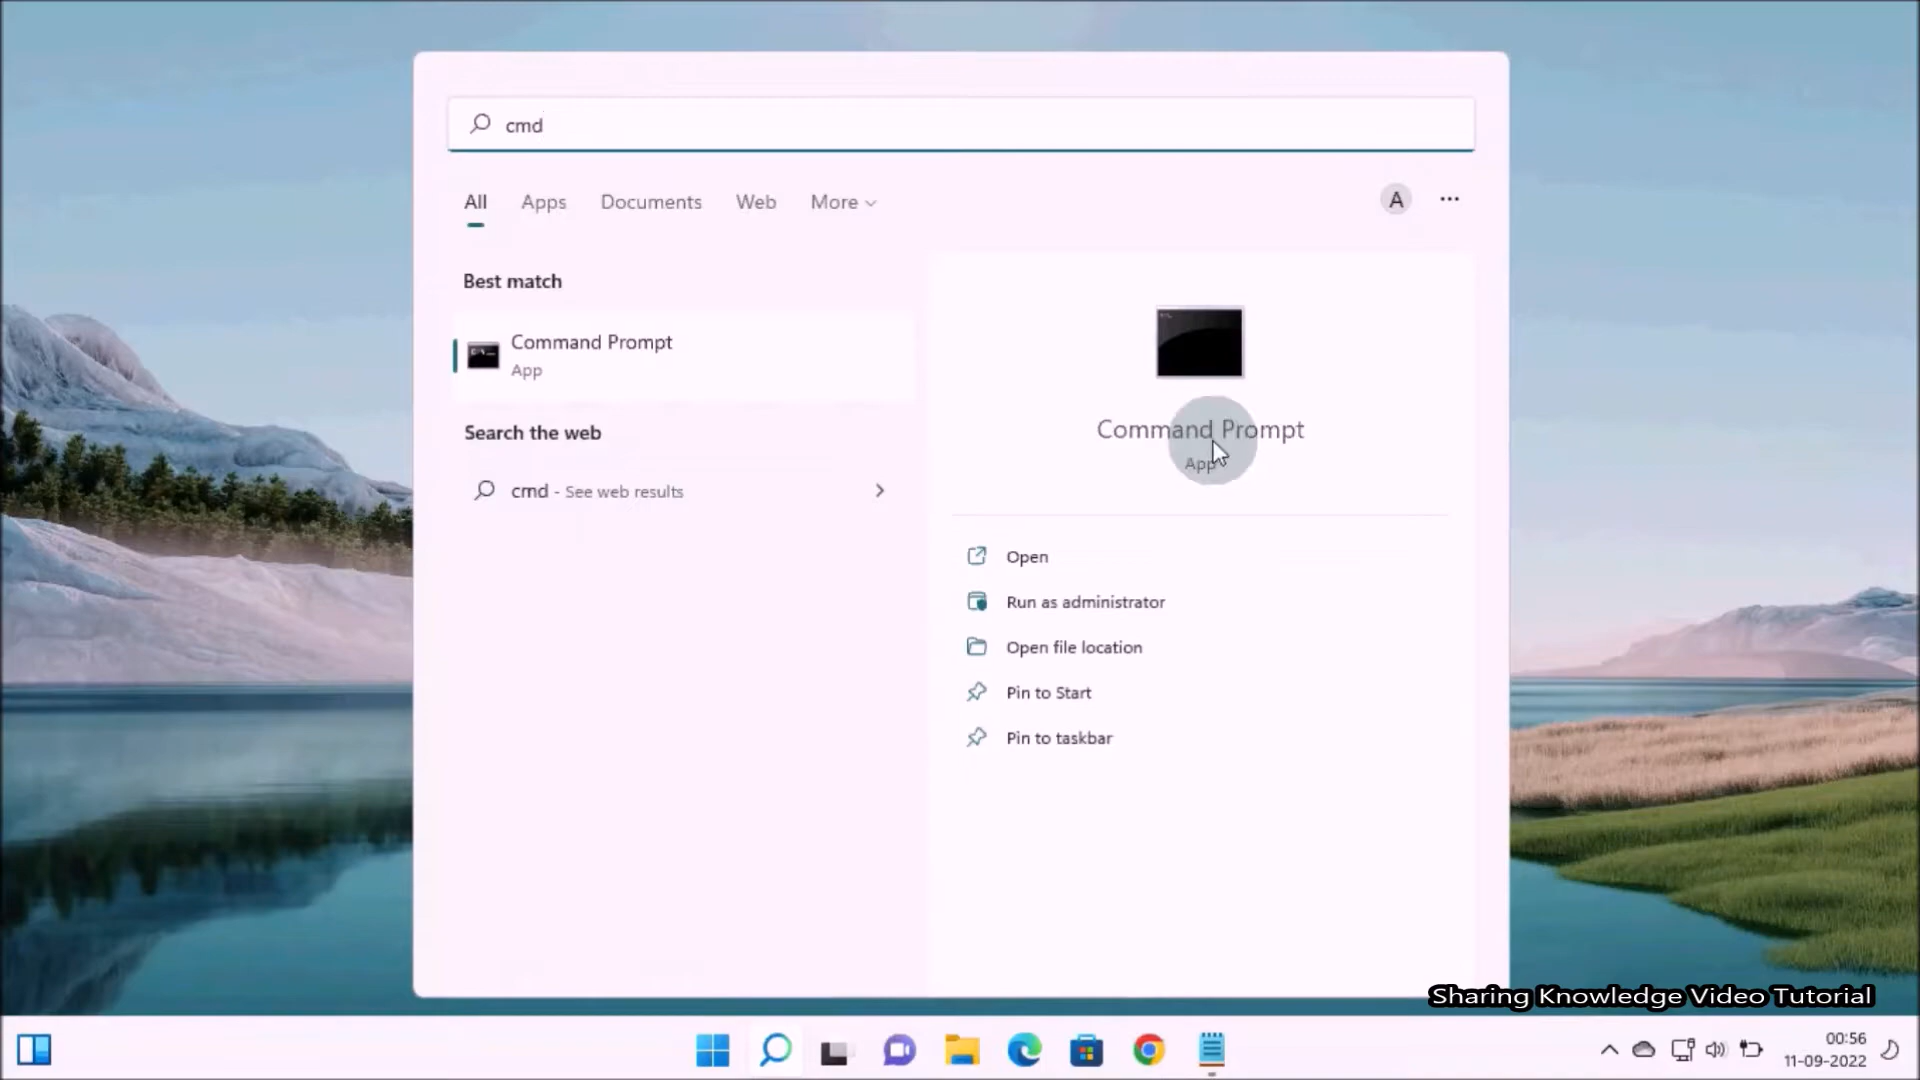 cmd
All Apps Documents Web More
A
Best match
Command Prompt
App
Search the web
cmd - See web results
Command Prompt
App
Open
Run as administrator
Open file location
Pin to Start
Pin to taskbar
Sharing Knowledge Video Tutorial
00:56
11-09-2022